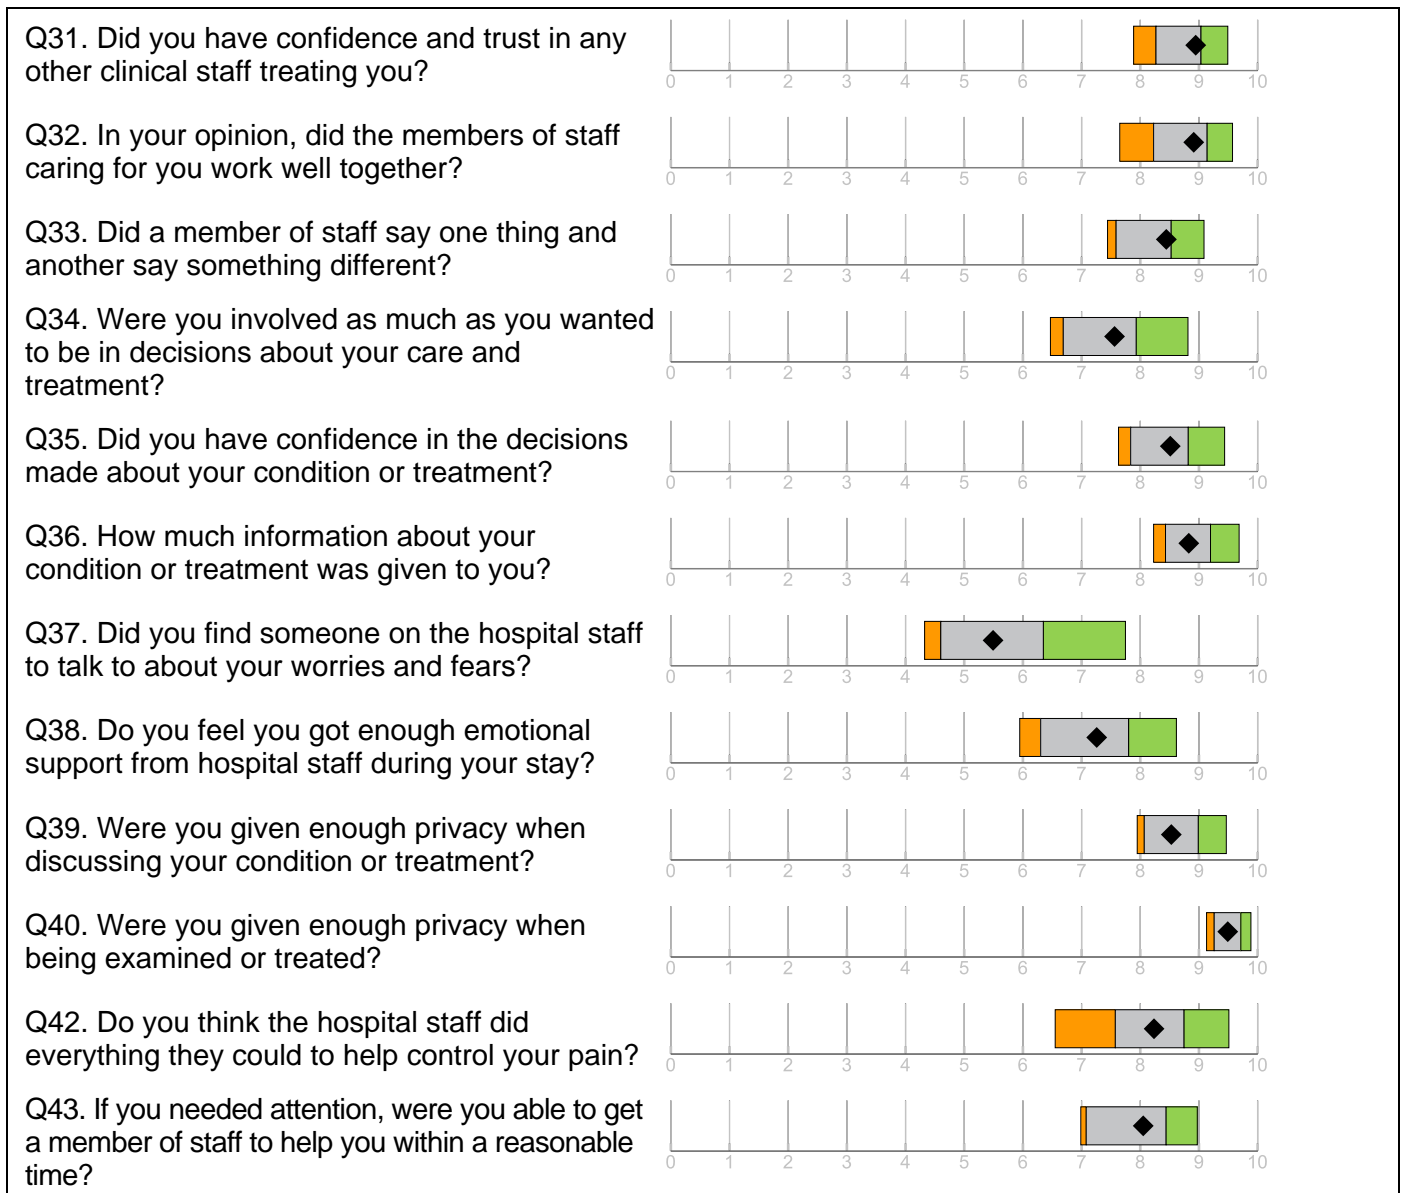 Q31. Did you have confidence and trust in any
other clinical staff treating you?
0 1 2 3 4 5 6 7 8 9 10
Q32. In your opinion, did the members of staff
caring for you work well together?
0 1 2 3 4 5 6 7 8 9 10
Q33. Did a member of staff say one thing and
another say something different?
0 1 2 3 4 5 6 7 8 9 10
Q34. Were you involved as much as you wanted
to be in decisions about your care and
treatment?
0 1 2 3 4 5 6 7 8 9 10
Q35. Did you have confidence in the decisions
made about your condition or treatment?
0 1 2 3 4 5 6 7 8 9 10
Q36. How much information about your
condition or treatment was given to you?
0 1 2 3 4 5 6 7 8 9 10
Q37. Did you find someone on the hospital staff
to talk to about your worries and fears?
0 1 2 3 4 5 6 7 8 9 10
Q38. Do you feel you got enough emotional
support from hospital staff during your stay?
0 1 2 3 4 5 6 7 8 9 10
Q39. Were you given enough privacy when
discussing your condition or treatment?
0 1 2 3 4 5 6 7 8 9 10
Q40. Were you given enough privacy when
being examined or treated?
0 1 2 3 4 5 6 7 8 9 10
Q42. Do you think the hospital staff did
everything they could to help control your pain?
0 1 2 3 4 5 6 7 8 9 10
Q43. If you needed attention, were you able to get
a member of staff to help you within a reasonable
time?
0 1 2 3 4 5 6 7 8 9 10